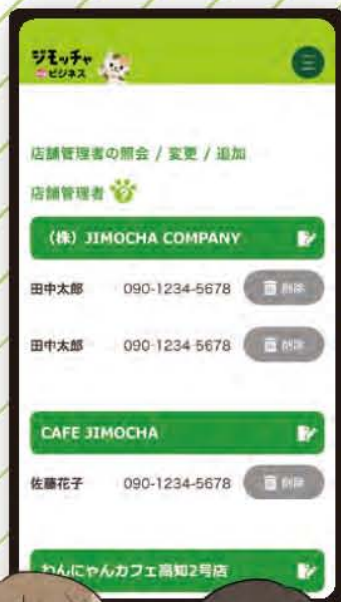 ジモッチャ
ビジネス
店舗管理者の照会 / 変更 / 追加
店舗管理者 ?
(株) JIMOCHA COMPANY
田中太郎 090-1234-5678 削除
田中太郎 090-1234-5678 削除
CAFE JIMOCHA
佐藤花子 090-1234-5678 削除
わんにゃんカフェ高知2号店